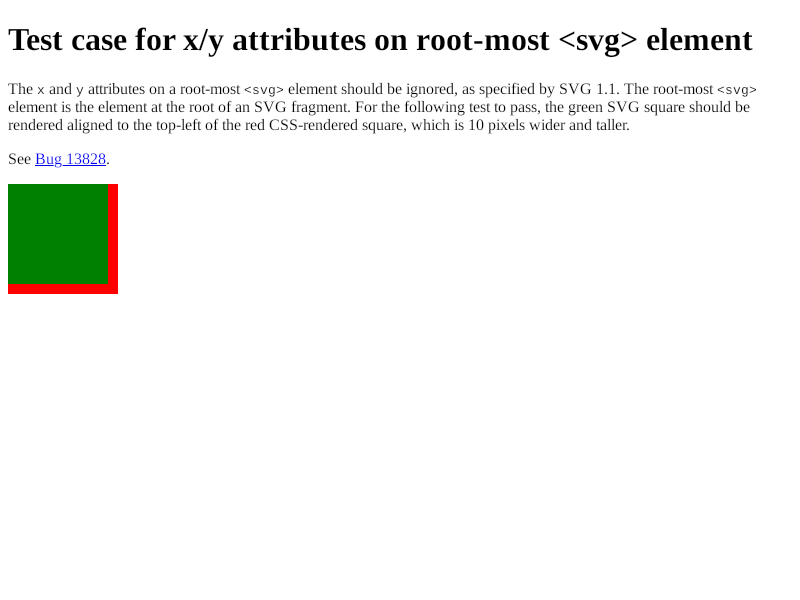 Test case for x/y attributes on root-most <svg> element
The x and y attributes on a root-most <svg> element should be ignored, as specified by SVG 1.1. The root-most <svg>
element is the element at the root of an SVG fragment. For the following test to pass, the green SVG square should be
rendered aligned to the top-left of the red CSS-rendered square, which is 10 pixels wider and taller.
See Bug 13828.